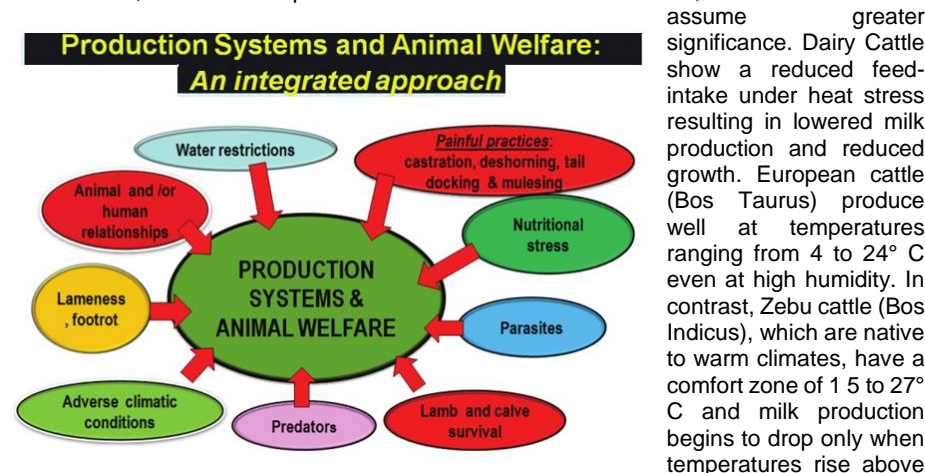 Production Systems and Animal Welfare:
An integrated approach
Water restrictions
Painful practices:
castration, deshorning, tail
docking & mulesing
Animal and /or
human
relationships
Nutritional
stress
PRODUCTION
SYSTEMS &
ANIMAL WELFARE
Lameness
, footrot
Parasites
Adverse climatic
conditions
Predators
Lamb and calve
survival
assume greater
significance. Dairy Cattle
show a reduced feed-
intake under heat stress
resulting in lowered milk
production and reduced
growth. European cattle
(Bos Taurus) produce
well at temperatures
ranging from 4 to 24° C
even at high humidity. In
contrast, Zebu cattle (Bos
Indicus), which are native
to warm climates, have a
comfort zone of 1 5 to 27°
C and milk production
begins to drop only when
temperatures rise above